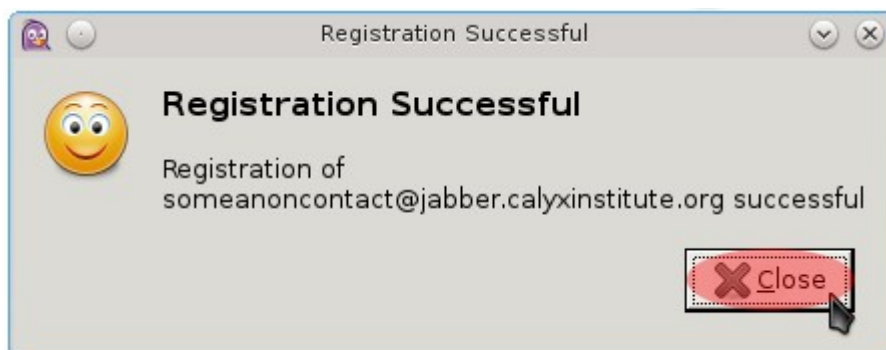 Registration Successful
Registration Successful
Registration of
someanoncontact@jabber.calyxinstitute.org successful
Close